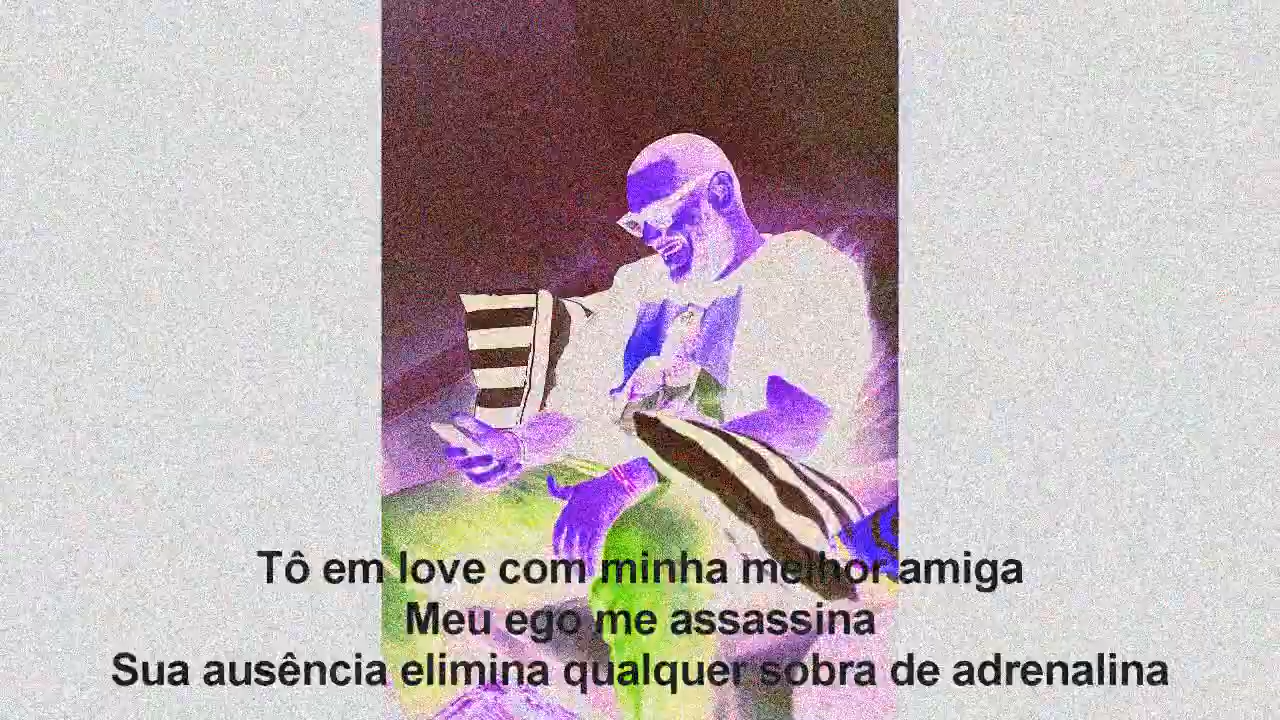 Tô em love com minha melhor amiga
Meu ego me assassina
Sua ausência elimina qualquer sobra de adrenalina